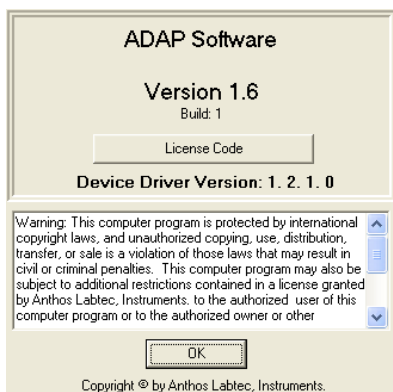 ADAP Software
Version 1.6
Build: 1
License Code
Device Driver Version: 1. 2. 1. 0
Warning: This computer program is protected by international
copyright laws, and unauthorized copying, use, distribution,
transfer, or sale is a violation of those laws that may result in
civil or criminal penalties.  This computer program may also be
subject to additional restrictions contained in a license granted
by Anthos Labtec, Instruments. to the authorized  user of this
computer program or to the authorized owner or other
OK
Copyright © by Anthos Labtec, Instruments.